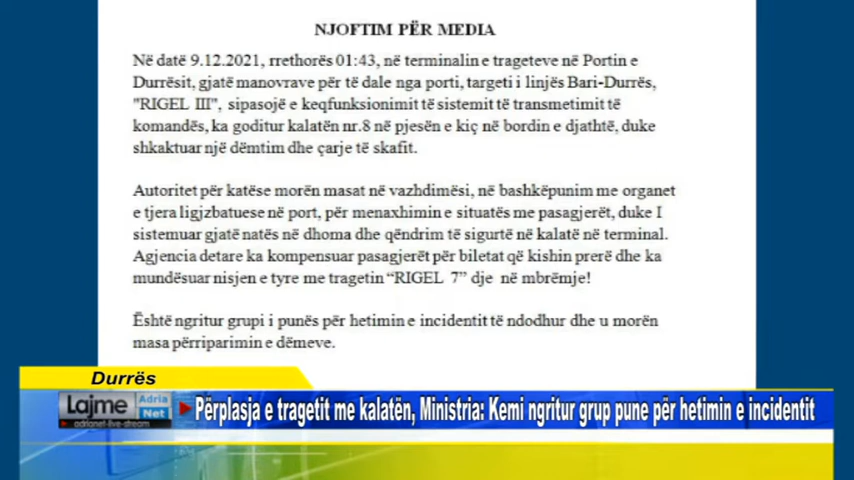 NJOFTIM PËR MEDIA
Në datë 9.12.2021, rrethorës 01:43, në terminalin e trageteve në Portin e
Durrësit, gjatë manovrave për të dale nga porti, targeti i linjës Bari-Durrës,
"RIGEL III", sipasojë e keqfunksionimit të sistemit të transmetimit të
komandës, ka goditur kalatën nr.8 në pjesën e kiç në bordin e djathtë, duke
shkaktuar një dëmtim dhe çarje të skafit.
Autoritet për katëse morën masat në vazhdimësi, në bashkëpunim me organet
e tjera ligjzbatuese në port, për menaxhimin e situatës me pasagjerët, duke I
sistemuar gjatë natës në dhoma dhe qëndrim të sigurtë në kalatë në terminal.
Agjencia detare ka kompensuar pasagjerët për biletat që kishin prerë dhe ka
mundësuar nisjen e tyre me tragetin “RIGEL 7” dje në mbrëmje!
Është ngritur grupi i punës për hetimin e incidentit të ndodhur dhe u morën
masa përriparimin e dëmeve.
Durrës
Lajme Adria Net
adrianet-live-stream
Përplasja e tragetit me kalatën, Ministria: Kemi ngritur grup pune për hetimin e incidentit